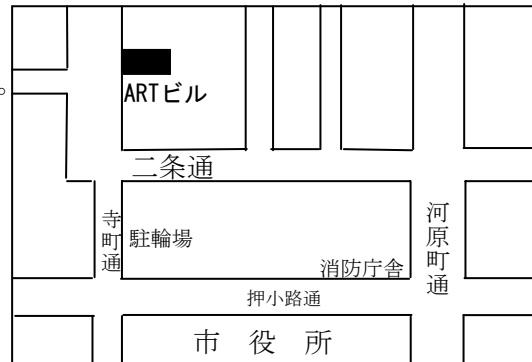 ARTビル
二条通
寺町通
駐輪場
河原町通
消防庁舎
押小路通
市役所